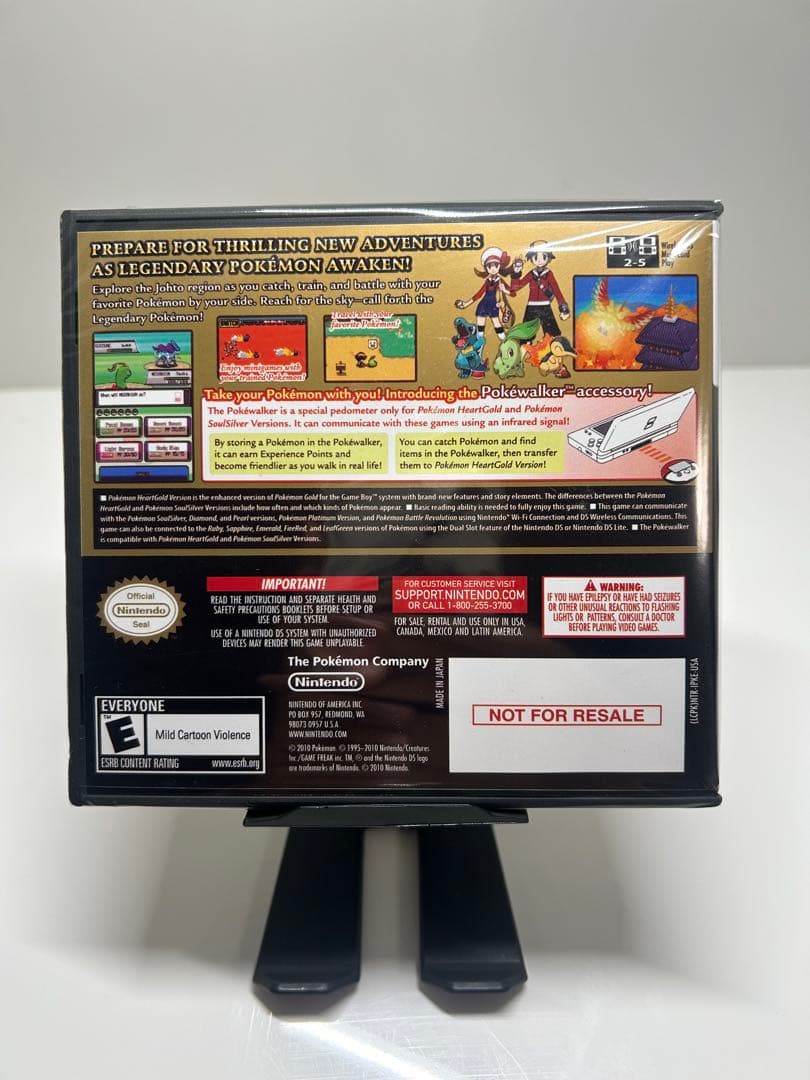 PREPARE FOR THRILLING NEW ADVENTURES
AS LEGENDARY POKÉMON AWAKEN!
Explore the Johto region as you catch, train, and battle with your
favorite Pokémon by your side. Reach for the sky—call forth the
Legendary Pokémon!
2-5
Play
Enjoy minigames with
your trained Pokémon!
Travel with your
favorite Pokémon!
Take your Pokémon with you! Introducing the Pokéwalker™ accessory!
The Pokéwalker is a special pedometer only for Pokémon HeartGold and Pokémon
SoulSilver Versions. It can communicate with these games using an infrared signal!
By storing a Pokémon in the Pokéwalker,
it can earn Experience Points and
become friendlier as you walk in real life!
You can catch Pokémon and find
items in the Pokéwalker, then transfer
them to Pokémon HeartGold Version!
■ Pokémon HeartGold Version is the enhanced version of Pokémon Gold for the Game Boy™ system with brand new features and story elements. The differences between the Pokémon
HeartGold and Pokémon SoulSilver Versions include how often and which kinds of Pokémon appear. ■ Basic reading ability is needed to fully enjoy this game. ■ This game can communicate
with the Pokémon SoulSilver, Diamond, and Pearl versions, Pokémon Platinum Version, and Pokémon Battle Revolution using Nintendo® Wi-Fi Connection and DS Wireless Communications. This
game can also be connected to the Ruby, Sapphire, Emerald, FireRed, and LeafGreen versions of Pokémon using the Dual Slot feature of the Nintendo DS or Nintendo DS Lite. ■ The Pokéwalker
is compatible with Pokémon HeartGold and Pokémon SoulSilver Versions.
Official
Nintendo
Seal
IMPORTANT!
READ THE INSTRUCTION AND SEPARATE HEALTH AND
SAFETY PRECAUTIONS BOOKLETS BEFORE SETUP OR
USE OF YOUR SYSTEM.
USE OF A NINTENDO DS SYSTEM WITH UNAUTHORIZED
DEVICES MAY RENDER THIS GAME UNPLAYABLE.
FOR CUSTOMER SERVICE VISIT
SUPPORT.NINTENDO.COM
OR CALL 1-800-255-3700
FOR SALE, RENTAL AND USE ONLY IN USA,
CANADA, MEXICO AND LATIN AMERICA.
WARNING:
IF YOU HAVE EPILEPSY OR HAVE HAD SEIZURES
OR OTHER UNUSUAL REACTIONS TO FLASHING
LIGHTS OR PATTERNS, CONSULT A DOCTOR
BEFORE PLAYING VIDEO GAMES.
The Pokémon Company
Nintendo®
NINTENDO OF AMERICA INC.
PO BOX 957, REDMOND, WA
98073 0957 U.S.A.
WWW.NINTENDO.COM
© 2010 Pokémon. © 1995–2010 Nintendo/Creatures
Inc./GAME FREAK inc. TM, ® and the Nintendo DS logo
are trademarks of Nintendo. © 2010 Nintendo.
EVERYONE
E
Mild Cartoon Violence
ESRB CONTENT RATING www.esrb.org
MADE IN JAPAN
NOT FOR RESALE
(LCPK)NTR-IPKE-USA